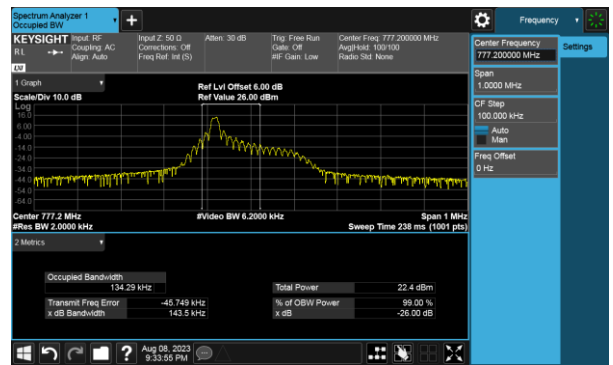 Spectrum Analyzer 1
Occupied BW
Frequency
KEYSIGHT Input: RF Input Z: 50 Ω Atten: 30 dB Trig: Free Run Center Freq: 777.200000 MHz
RL Coupling: AC Corrections: Off Gate: Off Avg|Hold: 100/100
Align: Auto Freq Ref: Int (S) #IF Gain: Low Radio Std: None
Center Frequency
777.200000 MHz
Settings
Span
1.0000 MHz
CF Step
100.000 kHz
Auto
Man
Freq Offset
0 Hz
1 Graph
Scale/Div 10.0 dB
Ref Lvl Offset 6.00 dB
Ref Value 26.00 dBm
Log
16.0
6.00
-4.00
-14.0
-24.0
-34.0
-44.0
-54.0
-64.0
Center 777.2 MHz #Video BW 6.2000 kHz Span 1 MHz
#Res BW 2.0000 kHz Sweep Time 238 ms (1001 pts)
2 Metrics
Occupied Bandwidth
134.29 kHz
Total Power 22.4 dBm
Transmit Freq Error -45.749 kHz % of OBW Power 99.00 %
x dB Bandwidth 143.5 kHz x dB -26.00 dB
Aug 08, 2023
9:33:55 PM